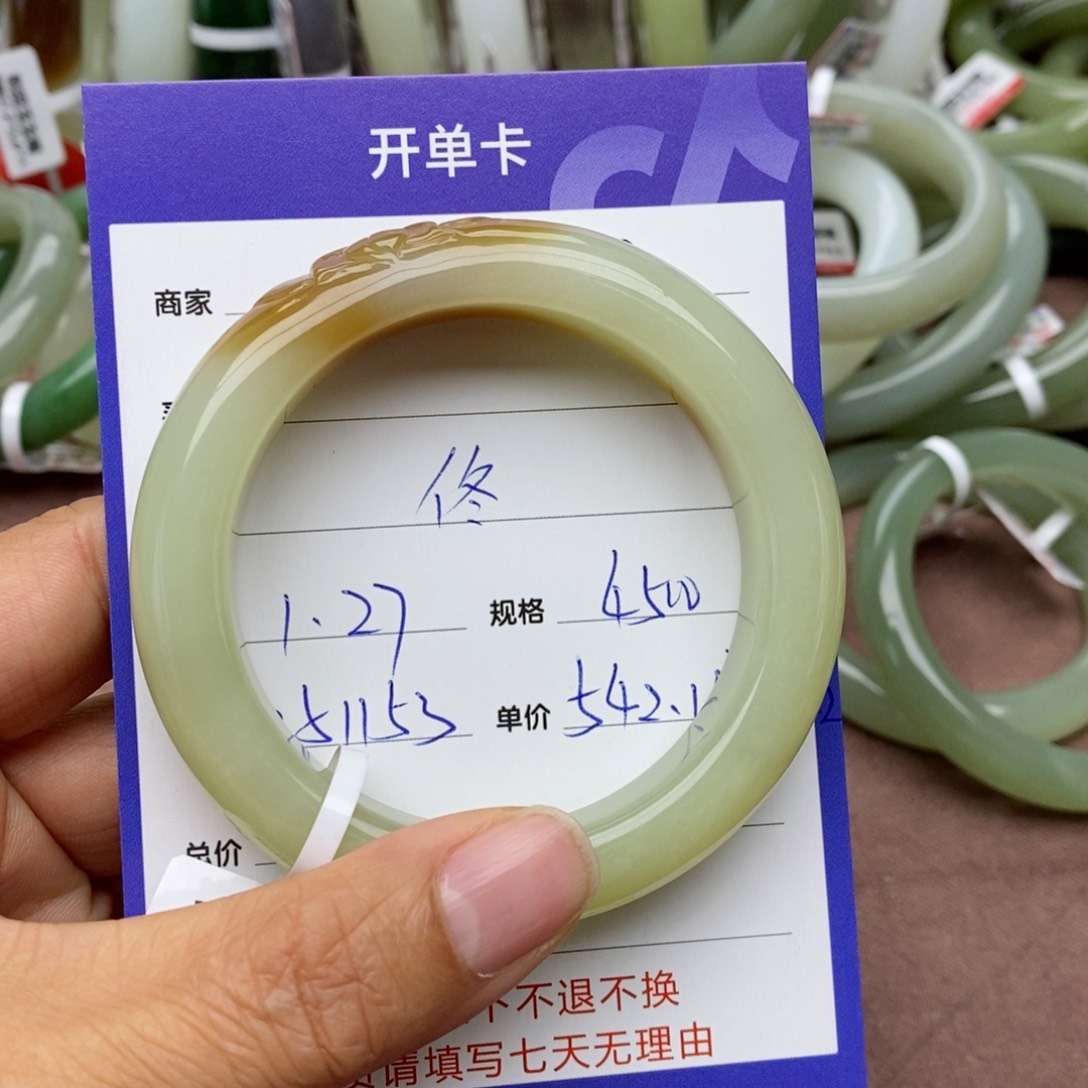 开单卡
商家
佟
1.27 规格 4500
51153 单价 542.1
总价
不退不换
请填写七天无理由